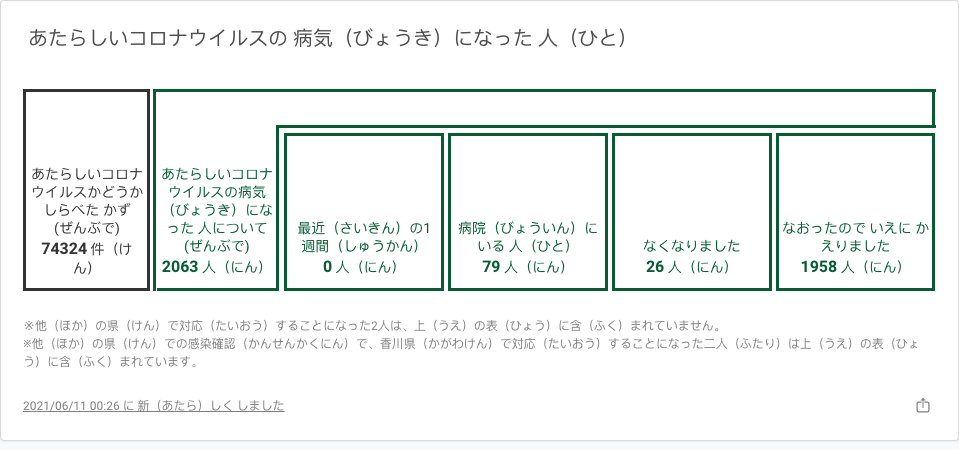 あたらしいコロナウイルスの 病気（びょうき）になった 人（ひと）
あたらしいコロナ
ウイルスかどうか
しらべた かず
(ぜんぶで)
74324 件（け
ん）
あたらしいコロナ
ウイルスの病気
（びょうき）にな
った 人について
(ぜんぶで)
2063 人（にん）
最近（さいきん）の1
週間（しゅうかん）
0 人（にん）
病院（びょういん）に
いる 人（ひと）
79 人（にん）
なくなりました
26 人（にん）
なおったので いえに か
えりました
1958 人（にん）
※他（ほか）の県（けん）で対応（たいおう）することになった2人は、上（うえ）の表（ひょう）に含（ふく）まれていません。
※他（ほか）の県（けん）での感染確認（かんせんかくにん）で、香川県（かがわけん）で対応（たいおう）することになった二人（ふたり）は上（うえ）の表（ひょ
う）に含（ふく）まれています。
2021/06/11 00:26 に 新（あたら）しく しました